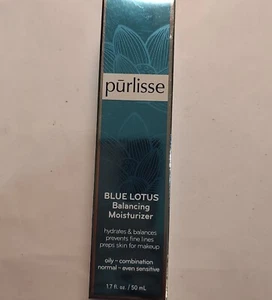 pūrlisse
BLUE LOTUS
Balancing
Moisturizer
hydrates & balances
prevents fine lines
preps skin for makeup
oily – combination
normal – even sensitive
1.7 fl. oz. / 50 mL